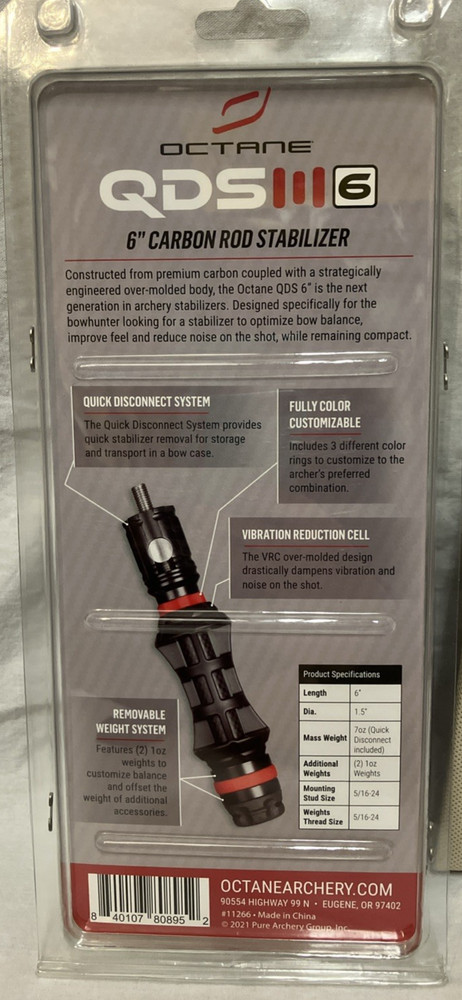 OCTANE
QDS III 6
6" CARBON ROD STABILIZER
Constructed from premium carbon coupled with a strategically
engineered over-molded body, the Octane QDS 6" is the next
generation in archery stabilizers. Designed specifically for the
bowhunter looking for a stabilizer to optimize bow balance,
improve feel and reduce noise on the shot, while remaining compact.
QUICK DISCONNECT SYSTEM
The Quick Disconnect System provides
quick stabilizer removal for storage
and transport in a bow case.
FULLY COLOR
CUSTOMIZABLE
Includes 3 different color
rings to customize to the
archer's preferred
combination.
VIBRATION REDUCTION CELL
The VRC over-molded design
drastically dampens vibration and
noise on the shot.
REMOVABLE
WEIGHT SYSTEM
Features (2) 1oz
weights to
customize balance
and offset the
weight of additional
accessories.
Product Specifications
Length 6"
Dia. 1.5"
Mass Weight 7oz (Quick
Disconnect
included)
Additional (2) 1oz
Weights Weights
Mounting 5/16-24
Stud Size
Weights 5/16-24
Thread Size
8 40107 80895 2
OCTANEARCHERY.COM
90554 HIGHWAY 99 N • EUGENE, OR 97402
#11266 • Made in China
© 2021 Pure Archery Group, Inc.